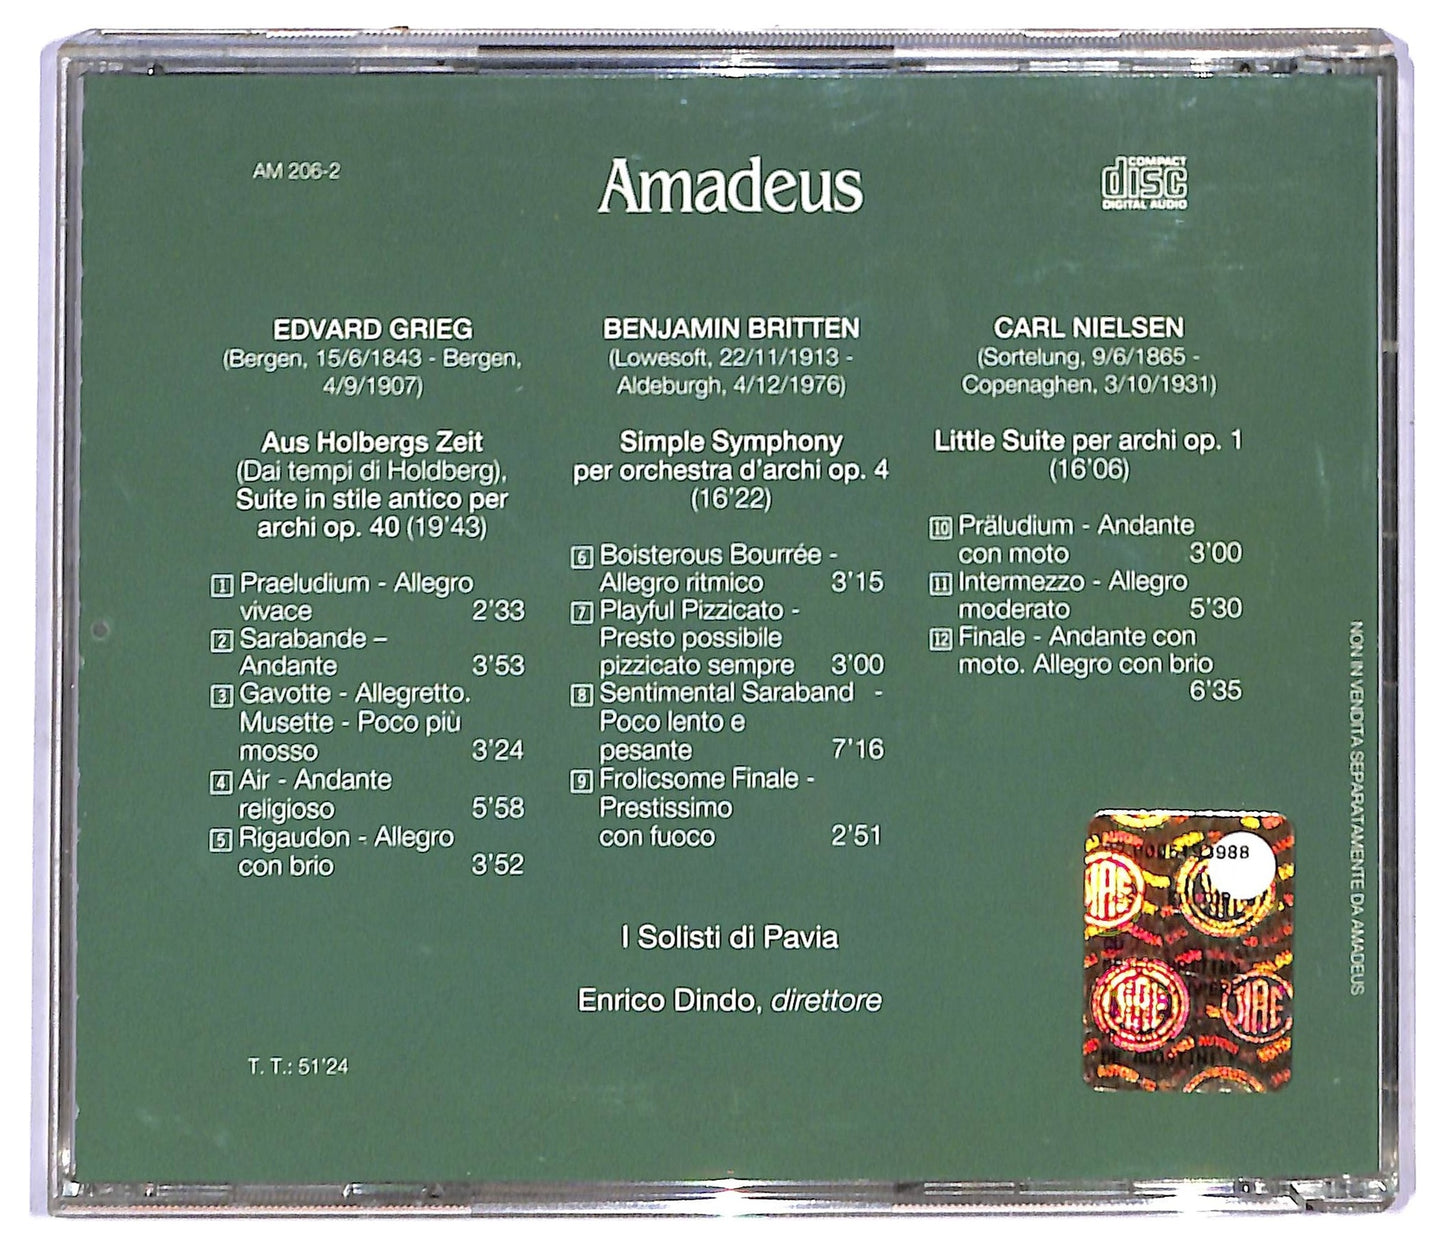 AM 206-2
Amadeus
COMPACT
disc
DIGITAL AUDIO
EDVARD GRIEG
(Bergen, 15/6/1843 - Bergen,
4/9/1907)
Aus Holbergs Zeit
(Dai tempi di Holdberg),
Suite in stile antico per
archi op. 40 (19'43)
1 Praeludium - Allegro
vivace 2'33
2 Sarabande –
Andante 3'53
3 Gavotte - Allegretto.
Musette - Poco più
mosso 3'24
4 Air - Andante
religioso 5'58
5 Rigaudon - Allegro
con brio 3'52
BENJAMIN BRITTEN
(Lowesoft, 22/11/1913 -
Aldeburgh, 4/12/1976)
Simple Symphony
per orchestra d'archi op. 4
(16'22)
6 Boisterous Bourrée -
Allegro ritmico 3'15
7 Playful Pizzicato -
Presto possibile
pizzicato sempre 3'00
8 Sentimental Saraband -
Poco lento e
pesante 7'16
9 Frolicsome Finale -
Prestissimo
con fuoco 2'51
CARL NIELSEN
(Sortelung, 9/6/1865 -
Copenaghen, 3/10/1931)
Little Suite per archi op. 1
(16'06)
10 Präludium - Andante
con moto 3'00
11 Intermezzo - Allegro
moderato 5'30
12 Finale - Andante con
moto. Allegro con brio
6'35
I Solisti di Pavia
Enrico Dindo, direttore
T. T.: 51'24
NON IN VENDITA SEPARATAMENTE DA AMADEUS
SIAE
SIAE